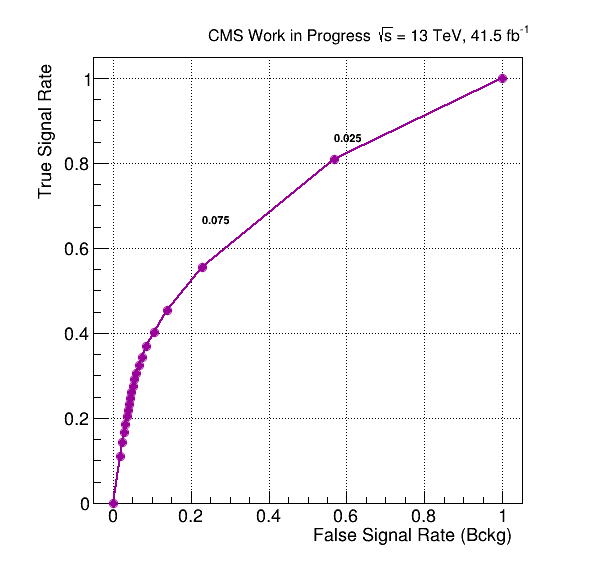 CMS Work in Progress √s = 13 TeV, 41.5 fb⁻¹
True Signal Rate
1
0.8
0.6
0.4
0.2
0
0.025
0.075
0 0.2 0.4 0.6 0.8 1
False Signal Rate (Bckg)